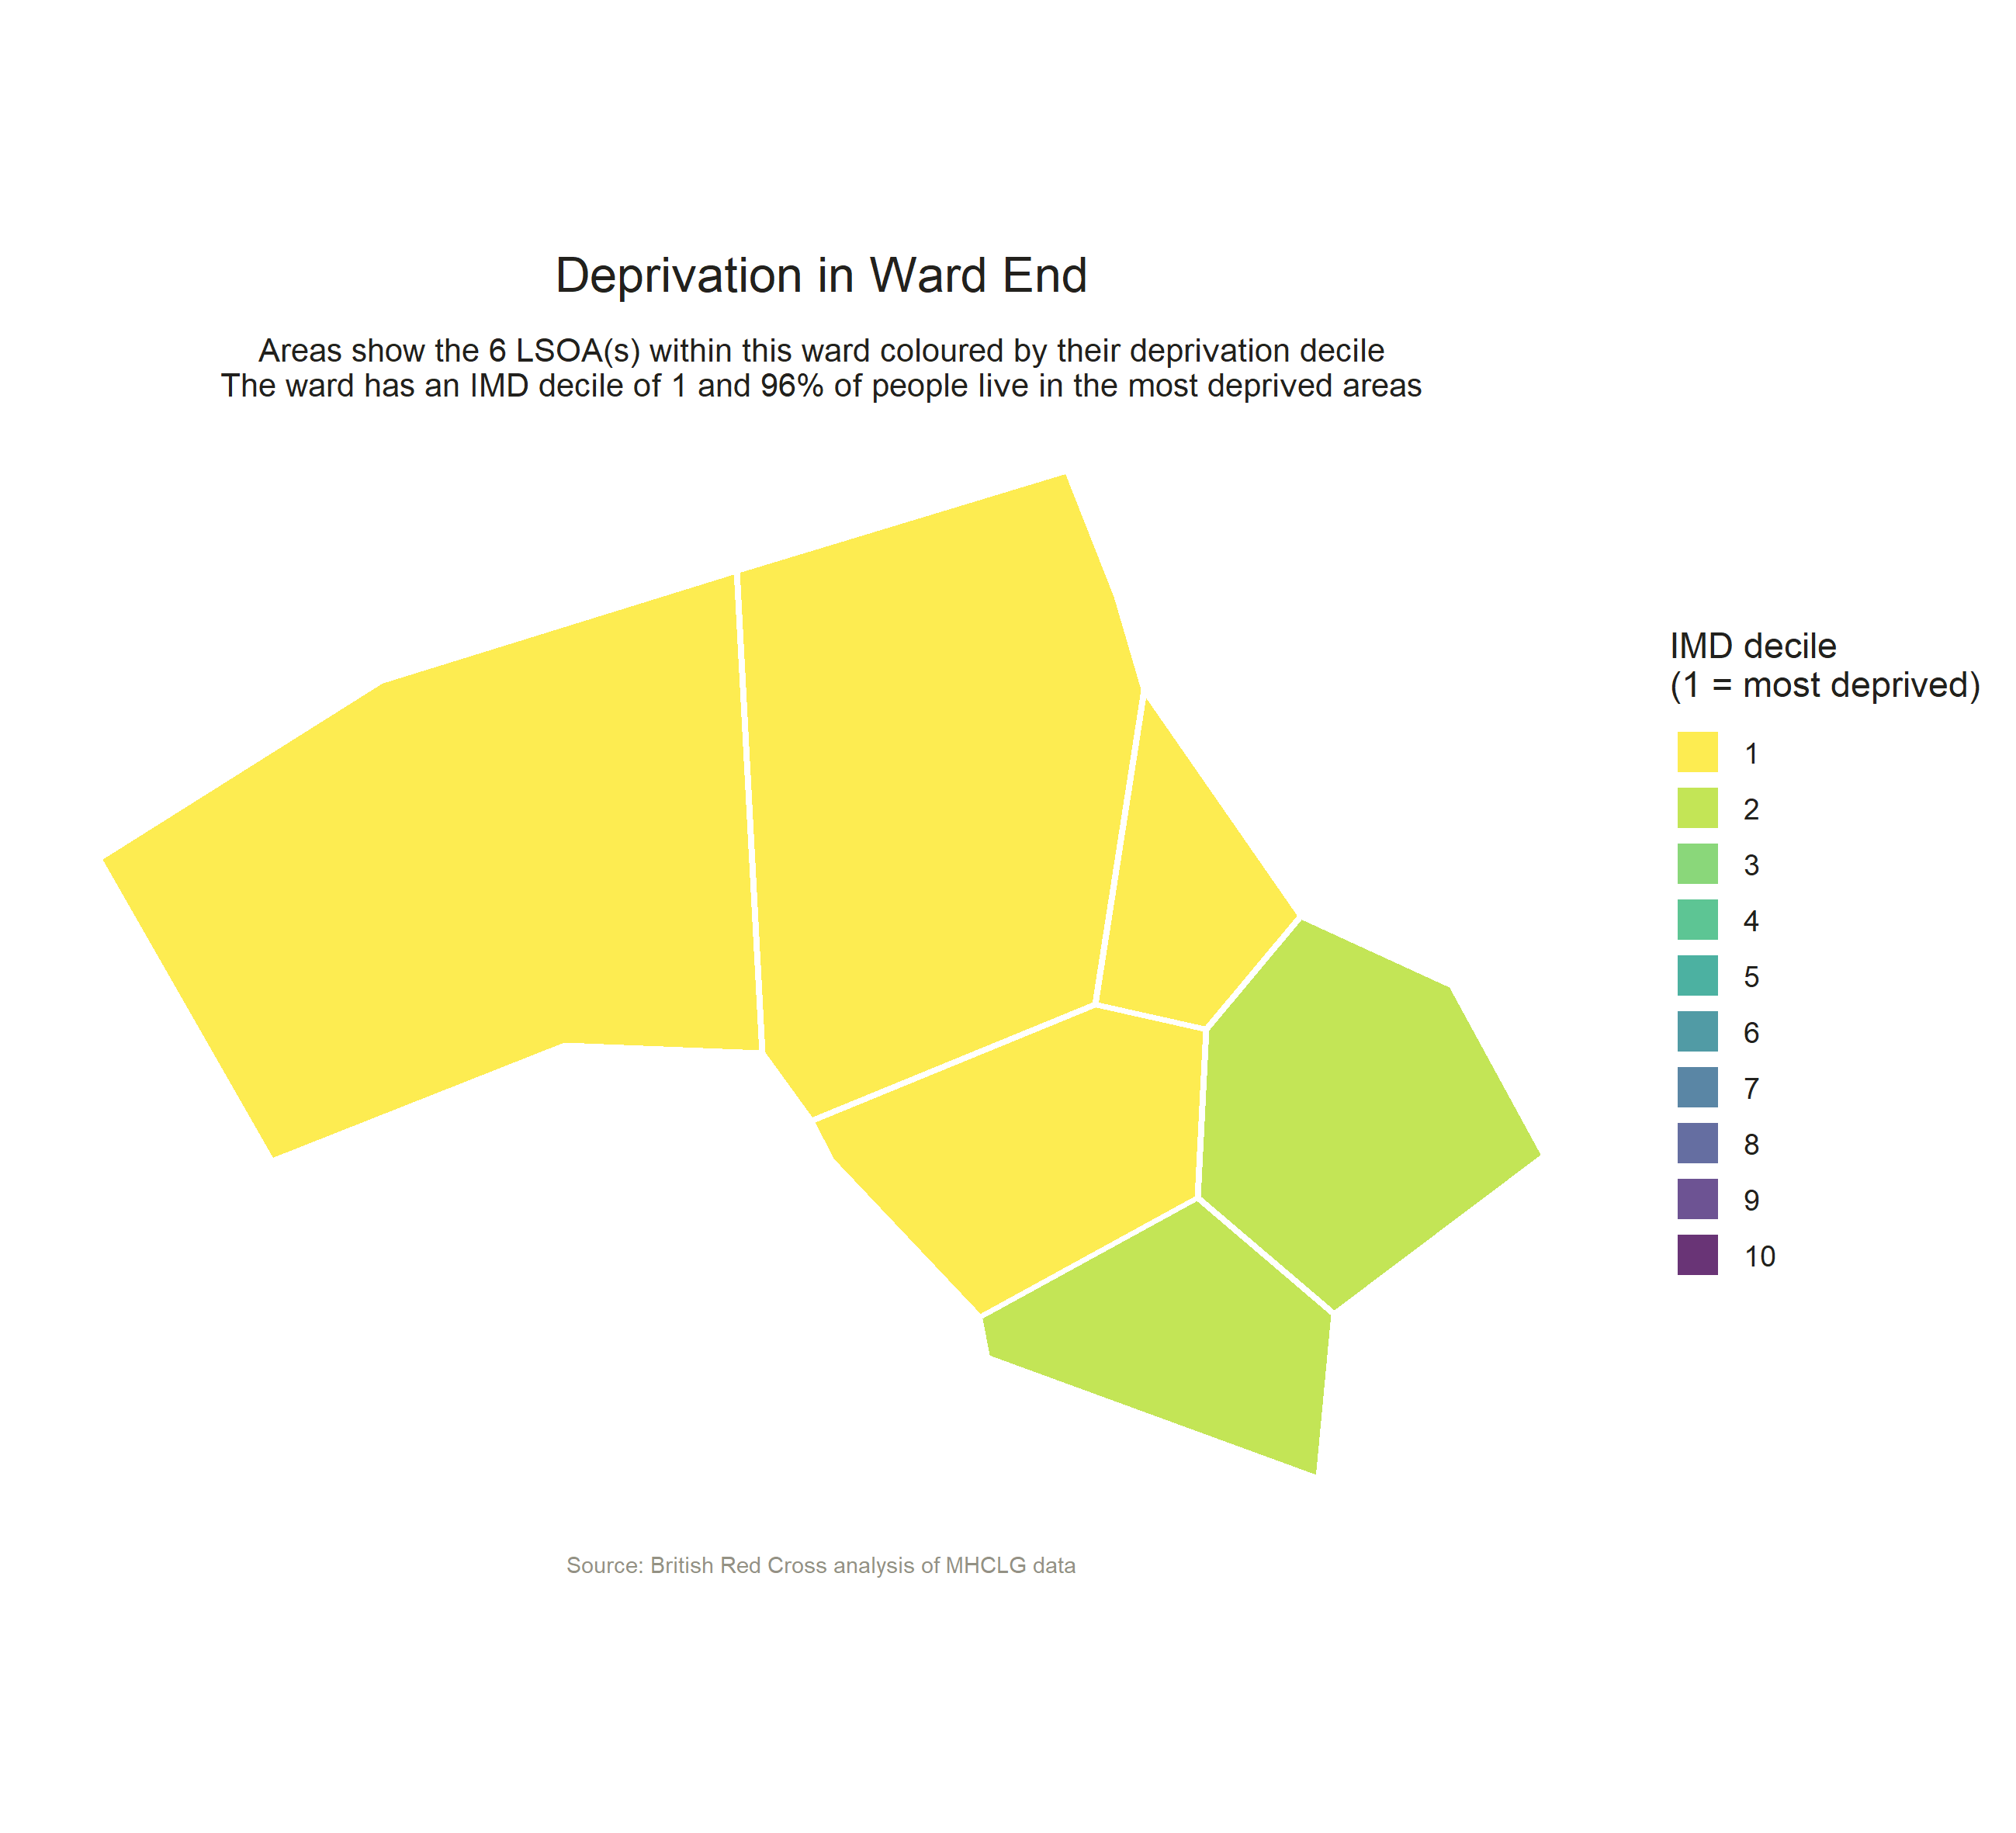 Deprivation in Ward End
Areas show the 6 LSOA(s) within this ward coloured by their deprivation decile
The ward has an IMD decile of 1 and 96% of people live in the most deprived areas
IMD decile
(1 = most deprived)
1
2
3
4
5
6
7
8
9
10
Source: British Red Cross analysis of MHCLG data